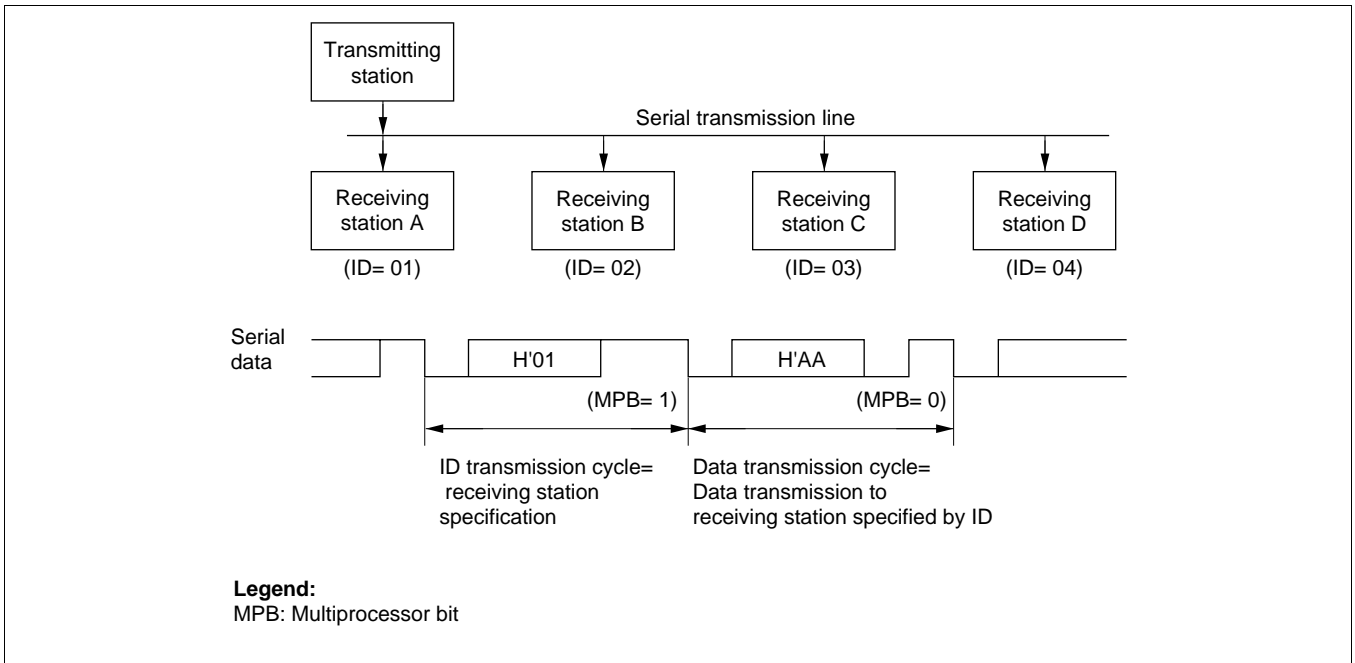 Transmitting
station
Serial transmission line
Receiving
station A
Receiving
station B
Receiving
station C
Receiving
station D
(ID= 01)
(ID= 02)
(ID= 03)
(ID= 04)
Serial
data
H'01
H'AA
(MPB= 1)
(MPB= 0)
ID transmission cycle=
receiving station
specification
Data transmission cycle=
Data transmission to
receiving station specified by ID
Legend:
MPB: Multiprocessor bit